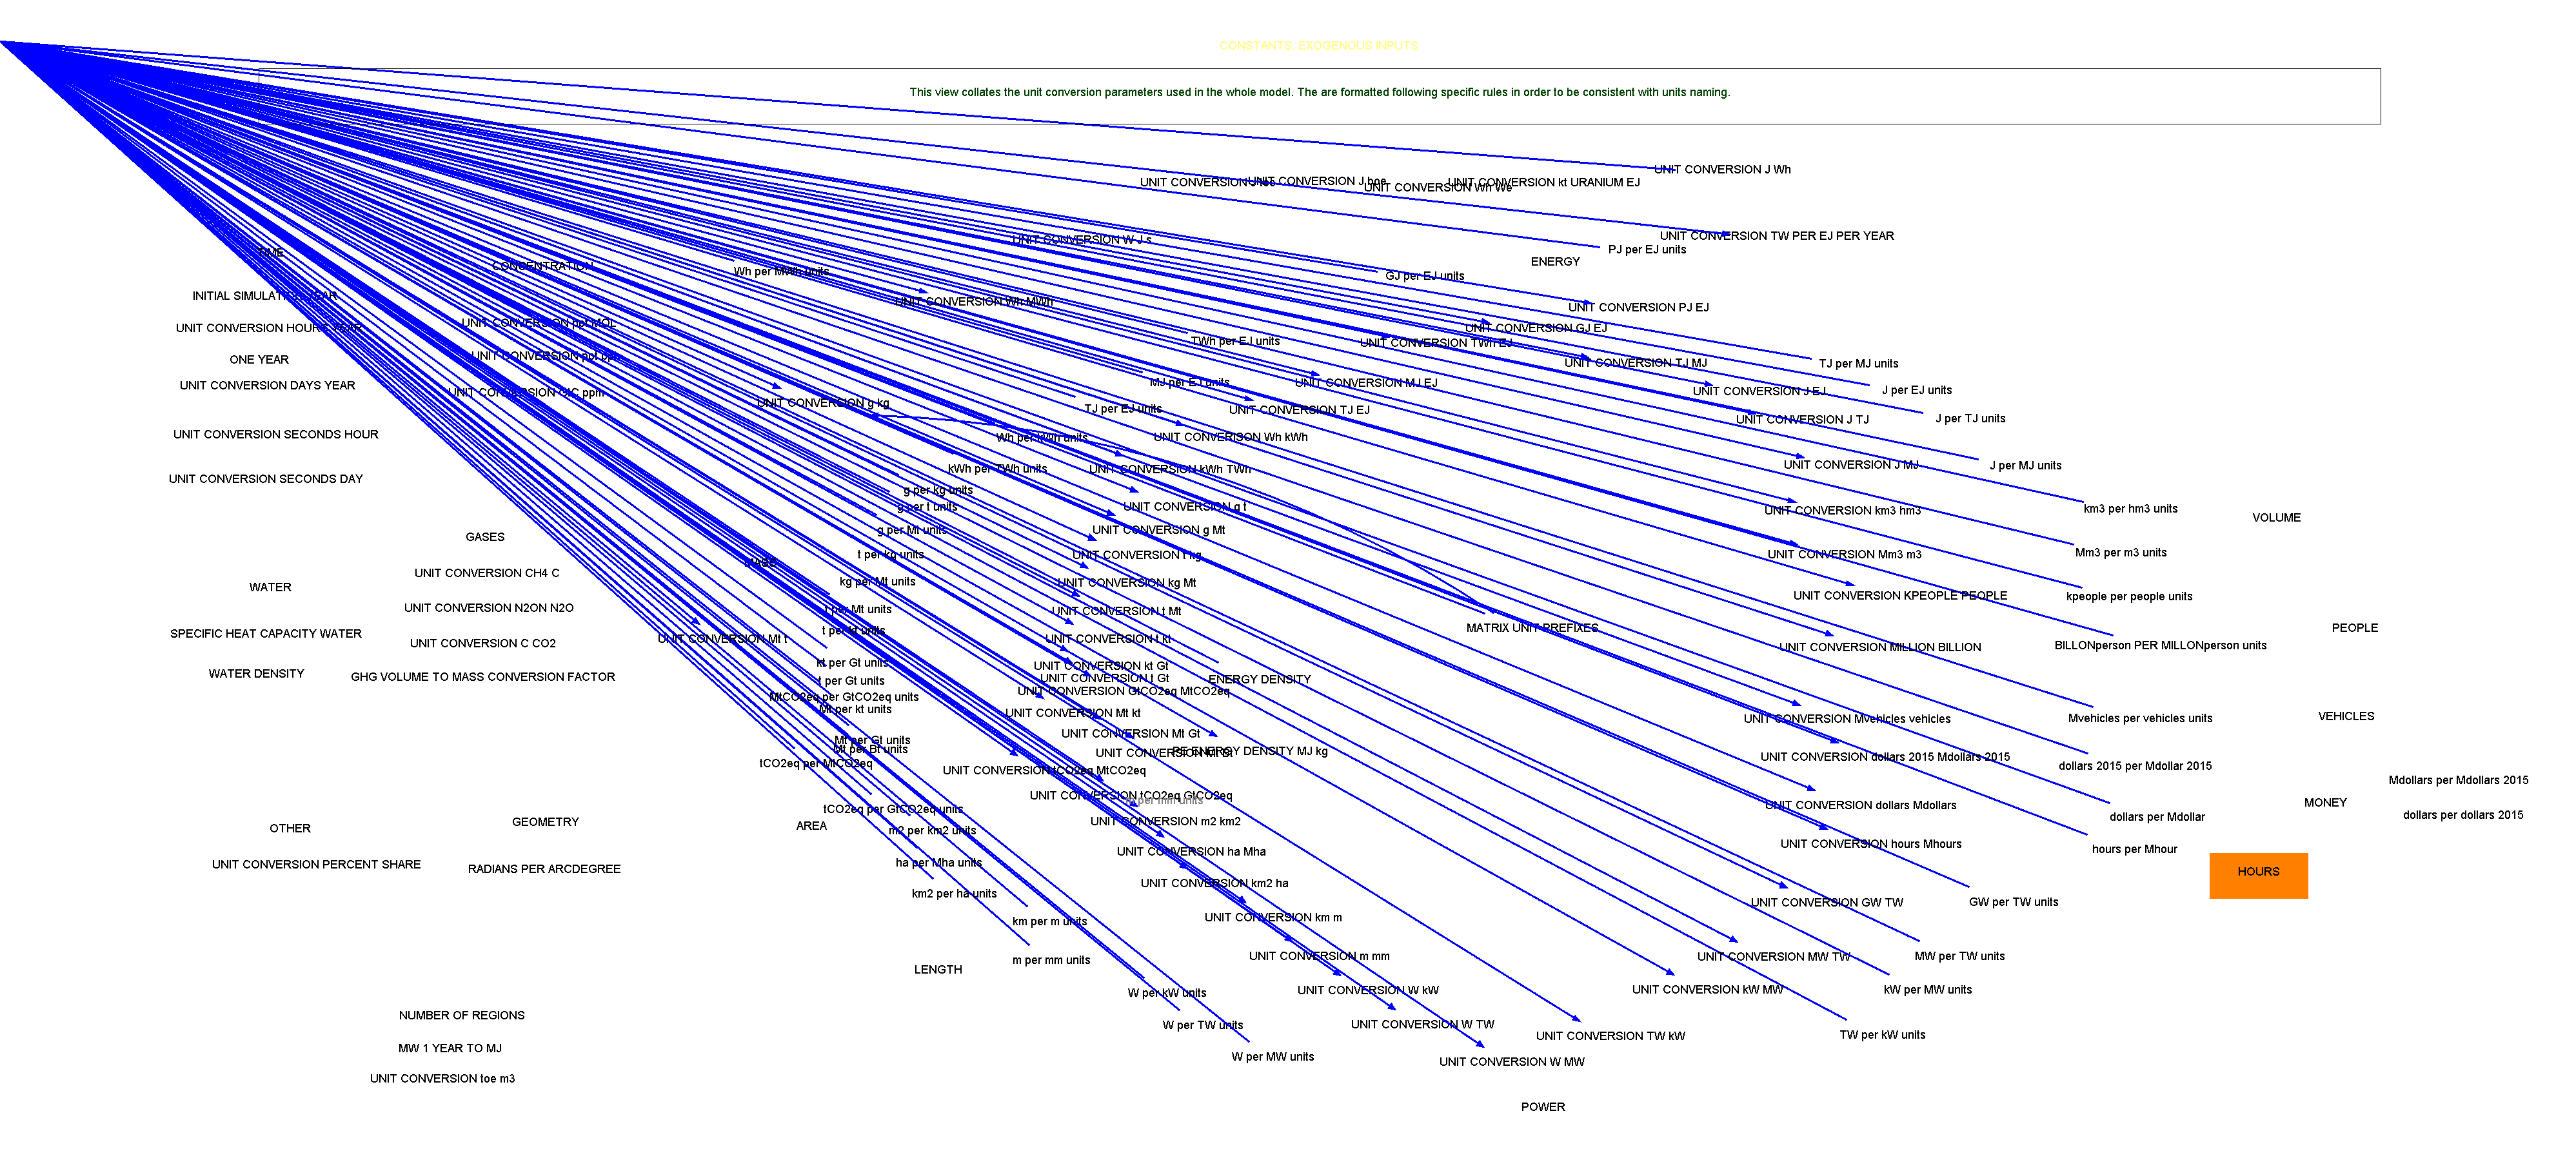 CONSTANTS: EXOGENOUS INPUTS
This view collates the unit conversion parameters used in the whole model. The are formatted following specific rules in order to be consistent with units naming.
UNIT CONVERSION J Wh
UNIT CONVERSION
UNIT CONVERSION J boe
UNIT CONVERSION Wh We
UNIT CONVERSION kt URANIUM EJ
UNIT CONVERSION W J s
UNIT CONVERSION TW PER EJ PER YEAR
PJ per EJ units
TIME
CONCENTRATION
Wh per MWh units
ENERGY
GJ per EJ units
INITIAL SIMULATION YEAR
UNIT CONVERSION Wh MWh
UNIT CONVERSION PJ EJ
UNIT CONVERSION HOURS YEAR
UNIT CONVERSION ppt MOL
UNIT CONVERSION GJ EJ
TWh per EJ units
UNIT CONVERSION TWh EJ
ONE YEAR
UNIT CONVERSION ppt ppm
UNIT CONVERSION TJ MJ
TJ per MJ units
UNIT CONVERSION DAYS YEAR
UNIT CONVERSION GtC ppm
MJ per EJ units
UNIT CONVERSION MJ EJ
UNIT CONVERSION J EJ
J per EJ units
UNIT CONVERSION g kg
TJ per EJ units
UNIT CONVERSION TJ EJ
UNIT CONVERSION J TJ
J per TJ units
UNIT CONVERSION SECONDS HOUR
Wh per kWh units
UNIT CONVERISON Wh kWh
kWh per TWh units
UNIT CONVERSION kWh TWh
UNIT CONVERSION J MJ
J per MJ units
UNIT CONVERSION SECONDS DAY
g per kg units
g per t units
UNIT CONVERSION g t
UNIT CONVERSION km3 hm3
km3 per hm3 units
VOLUME
GASES
g per Mt units
UNIT CONVERSION g Mt
t per kg units
UNIT CONVERSION t kg
UNIT CONVERSION Mm3 m3
Mm3 per m3 units
MASS
UNIT CONVERSION CH4 C
WATER
kg per Mt units
UNIT CONVERSION kg Mt
UNIT CONVERSION KPEOPLE PEOPLE
kpeople per people units
UNIT CONVERSION N2ON N2O
t per Mt units
UNIT CONVERSION t Mt
MATRIX UNIT PREFIXES
PEOPLE
SPECIFIC HEAT CAPACITY WATER
UNIT CONVERSION C CO2
UNIT CONVERSION Mt t
t per kt units
UNIT CONVERSION t kt
UNIT CONVERSION MILLION BILLION
BILLONperson PER MILLONperson units
WATER DENSITY
GHG VOLUME TO MASS CONVERSION FACTOR
kt per Gt units
UNIT CONVERSION kt Gt
t per Gt units
UNIT CONVERSION t Gt
ENERGY DENSITY
MtCO2eq per GtCO2eq units
UNIT CONVERSION GtCO2eq MtCO2eq
Mt per kt units
UNIT CONVERSION Mt kt
UNIT CONVERSION Mvehicles vehicles
Mvehicles per vehicles units
VEHICLES
Mt per Gt units
UNIT CONVERSION Mt Gt
Mt per Bt units
UNIT CONVERSION Mt Bt
PE ENERGY DENSITY MJ kg
UNIT CONVERSION dollars 2015 Mdollars 2015
dollars 2015 per Mdollar 2015
tCO2eq per MtCO2eq
UNIT CONVERSION tCO2eq MtCO2eq
Mdollars per Mdollars 2015
tCO2eq per GtCO2eq units
UNIT CONVERSION tCO2eq GtCO2eq
m per mm units
UNIT CONVERSION dollars Mdollars
dollars per Mdollar
MONEY
dollars per dollars 2015
OTHER
GEOMETRY
AREA
m2 per km2 units
UNIT CONVERSION m2 km2
UNIT CONVERSION hours Mhours
hours per Mhour
UNIT CONVERSION PERCENT SHARE
RADIANS PER ARCDEGREE
ha per Mha units
UNIT CONVERSION ha Mha
HOURS
km2 per ha units
UNIT CONVERSION km2 ha
UNIT CONVERSION GW TW
GW per TW units
km per m units
UNIT CONVERSION km m
LENGTH
m per mm units
UNIT CONVERSION m mm
UNIT CONVERSION MW TW
MW per TW units
W per kW units
UNIT CONVERSION W kW
UNIT CONVERSION kW MW
kW per MW units
NUMBER OF REGIONS
W per TW units
UNIT CONVERSION W TW
UNIT CONVERSION TW kW
TW per kW units
MW 1 YEAR TO MJ
W per MW units
UNIT CONVERSION W MW
UNIT CONVERSION toe m3
POWER